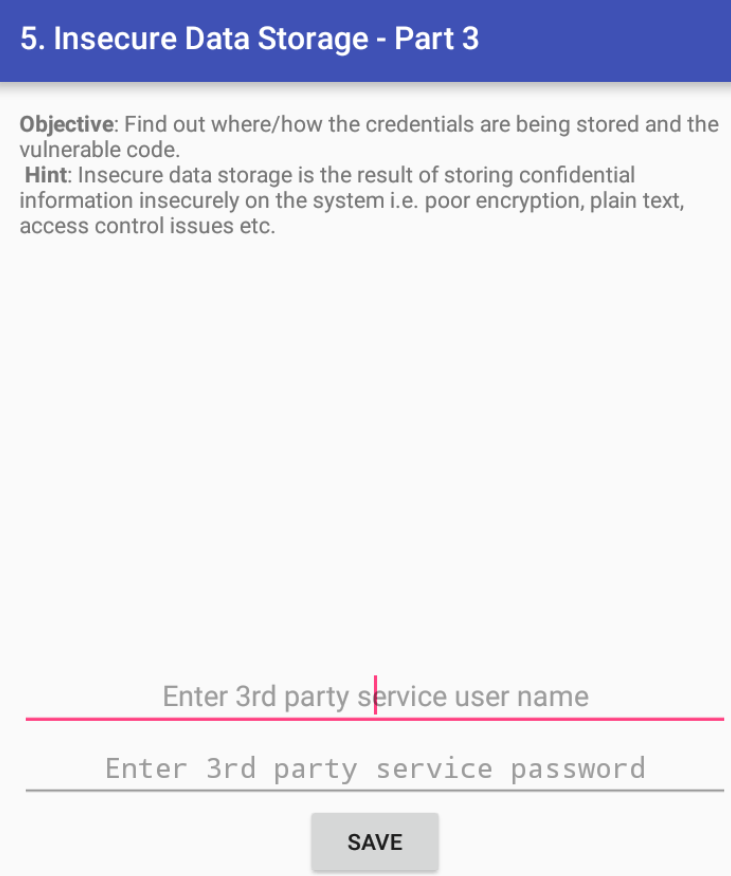 5. Insecure Data Storage - Part 3
Objective: Find out where/how the credentials are being stored and the
vulnerable code.
Hint: Insecure data storage is the result of storing confidential
information insecurely on the system i.e. poor encryption, plain text,
access control issues etc.
Enter 3rd party service user name
Enter 3rd party service password
SAVE